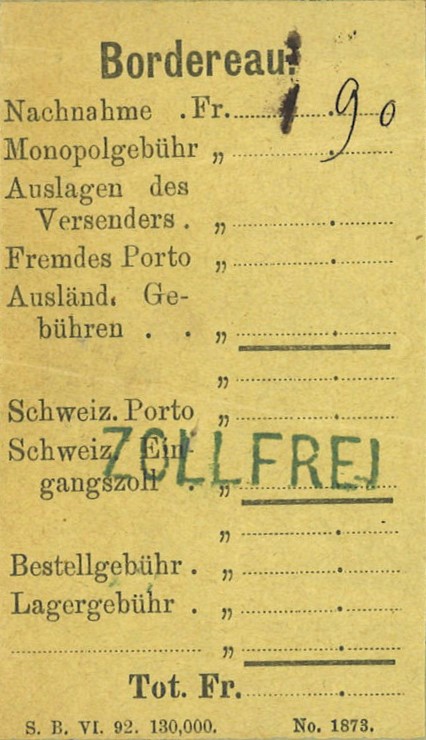 Bordereau.
Nachnahme . Fr. 1 90
Monopolgebühr „
Auslagen des
Versenders . „
Fremdes Porto „
Ausländ. Ge-
bühren . . „
„
Schweiz. Porto „
Schweiz. Ein-
gangszoll . „
ZOLLFREI
„
Bestellgebühr . „
Lagergebühr . „
„
Tot. Fr.
S. B. VI. 92. 130,000. No. 1873.